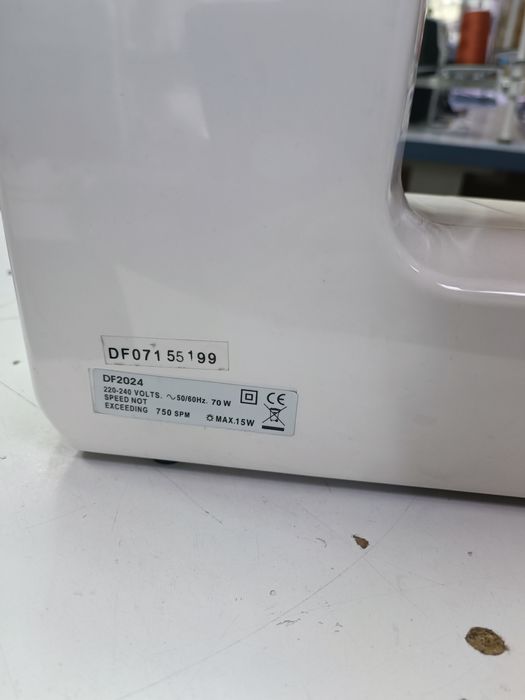 DF07155199
DF2024
220-240 VOLTS. ~50/60Hz. 70 W
SPEED NOT
EXCEEDING 750 SPM
MAX.15W
CE